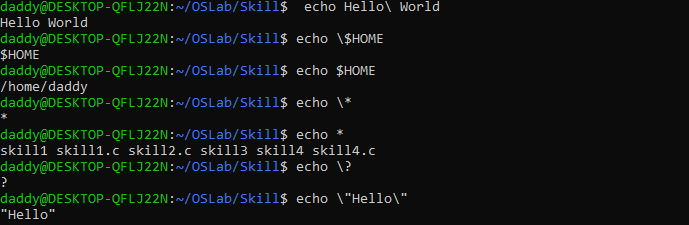 daddy@DESKTOP-QFLJ22N:~/OSLab/Skill$  echo Hello\ World
Hello World
daddy@DESKTOP-QFLJ22N:~/OSLab/Skill$ echo \$HOME
$HOME
daddy@DESKTOP-QFLJ22N:~/OSLab/Skill$ echo $HOME
/home/daddy
daddy@DESKTOP-QFLJ22N:~/OSLab/Skill$ echo \*
*
daddy@DESKTOP-QFLJ22N:~/OSLab/Skill$ echo *
skill1 skill1.c skill2.c skill3 skill4 skill4.c
daddy@DESKTOP-QFLJ22N:~/OSLab/Skill$ echo \?
?
daddy@DESKTOP-QFLJ22N:~/OSLab/Skill$ echo \"Hello\"
"Hello"